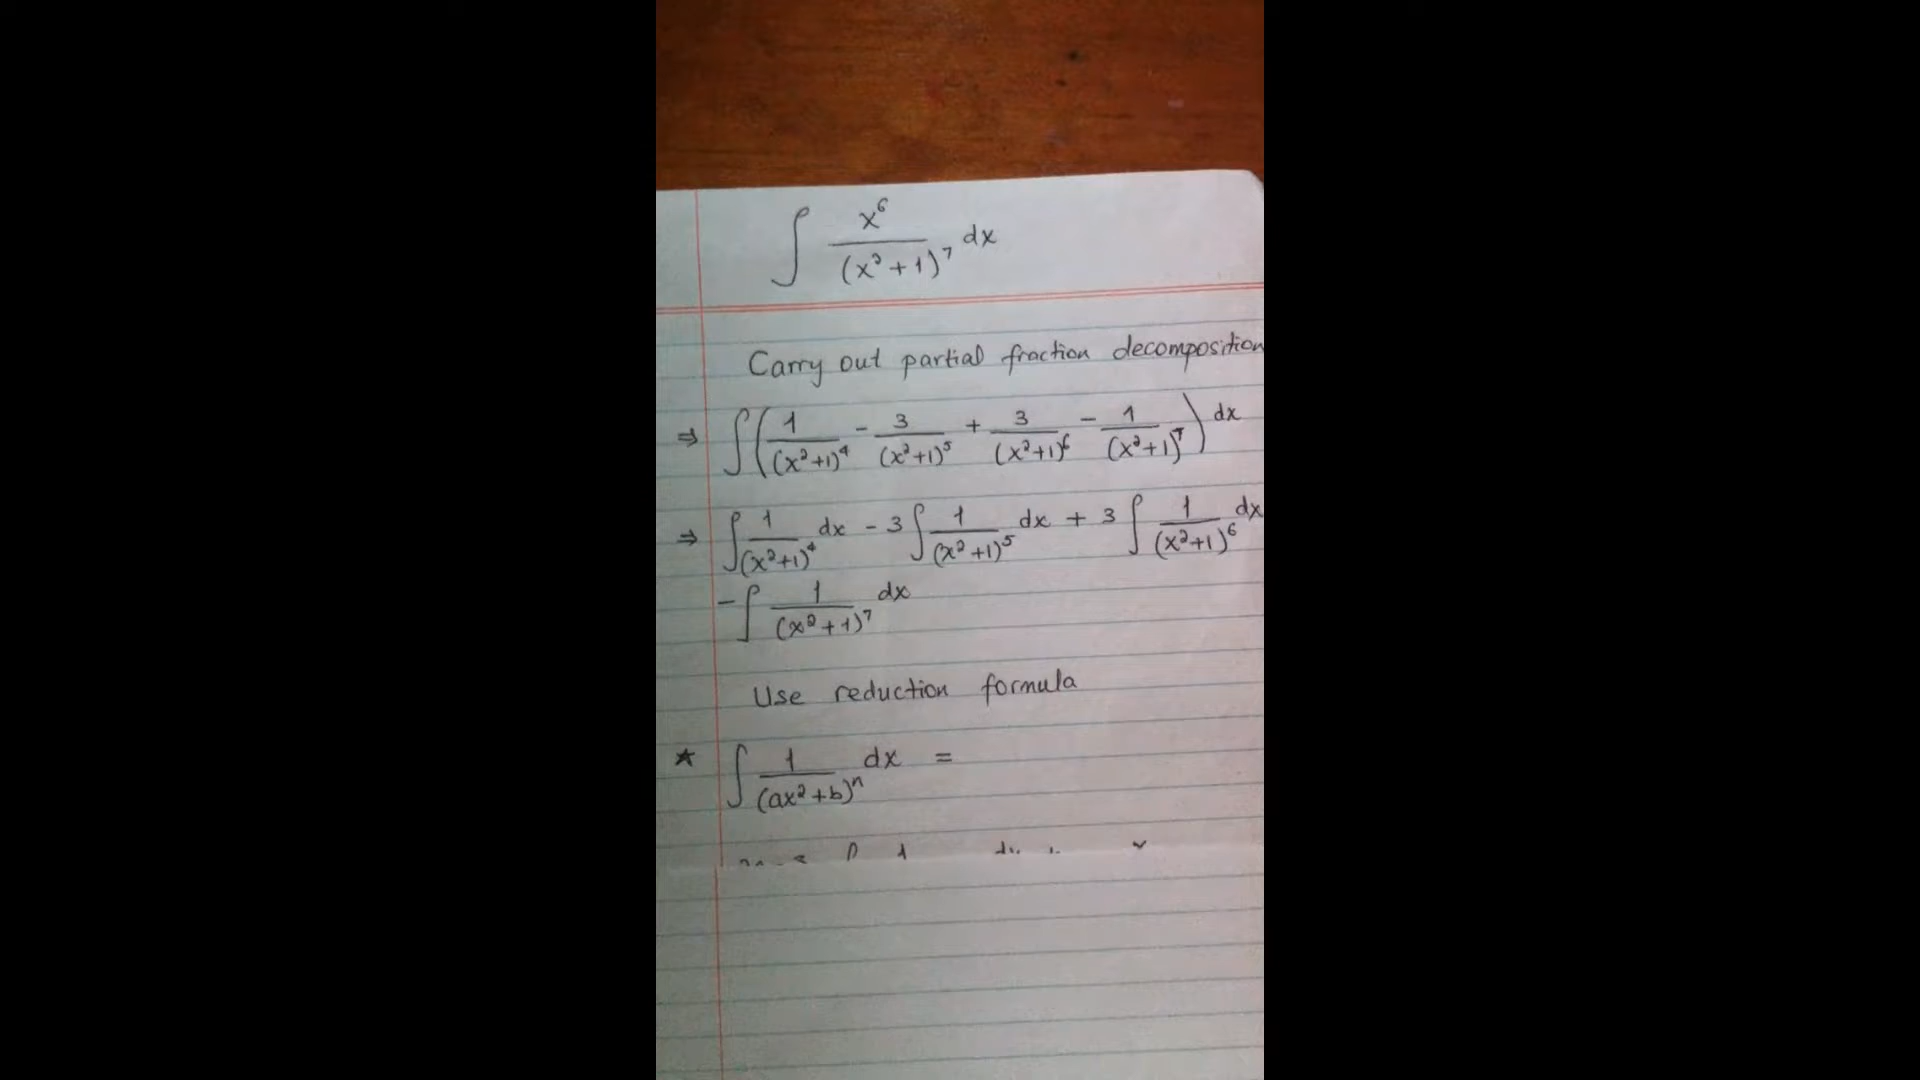 ∫ x⁶/(x²+1)⁷ dx
Carry out partial fraction decomposition
⇒ ∫(1/(x²+1)⁴ - 3/(x²+1)⁵ + 3/(x²+1)⁶ - 1/(x²+1)⁷) dx
⇒ ∫ 1/(x²+1)⁴ dx - 3∫ 1/(x²+1)⁵ dx + 3∫ 1/(x²+1)⁶ dx
- ∫ 1/(x²+1)⁷ dx
Use reduction formula
★ ∫ 1/(ax²+b)ⁿ dx =